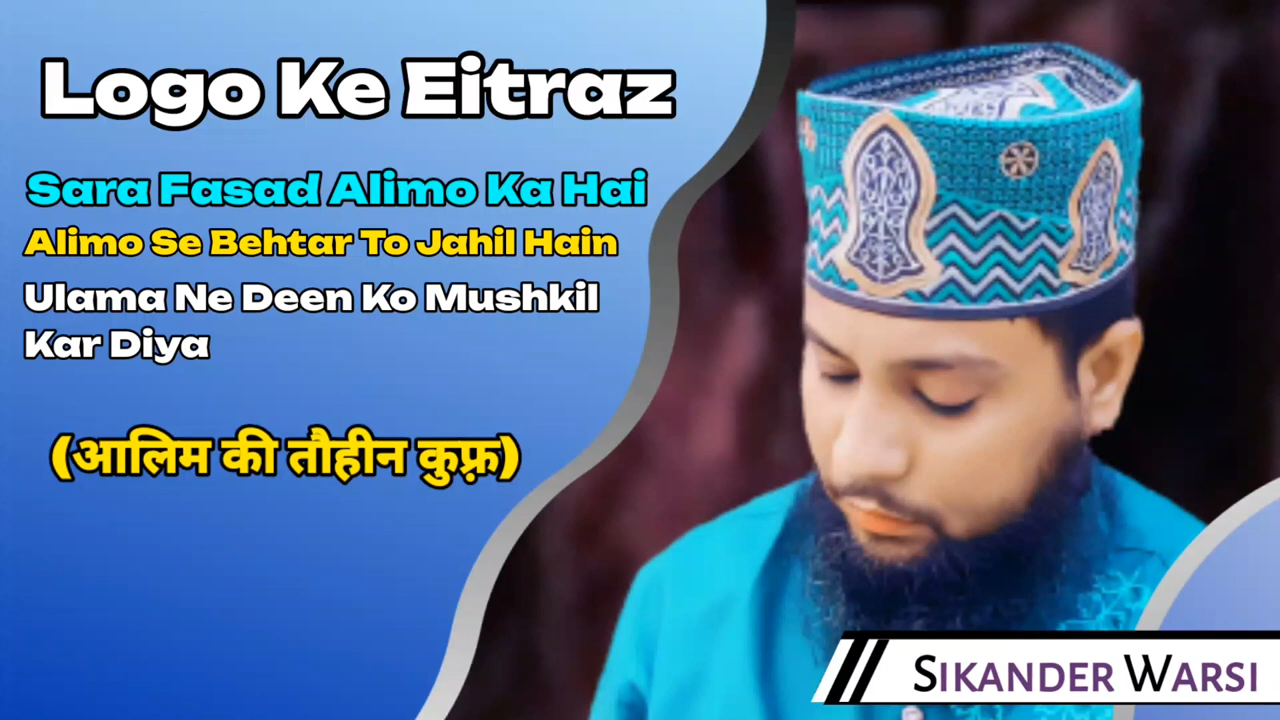 Logo Ke Eitraz
Sara Fasad Alimo Ka Hai
Alimo Se Behtar To Jahil Hain
Ulama Ne Deen Ko Mushkil
Kar Diya
(आलिम की तौहीन कुफ़्र)
SIKANDER WARSI